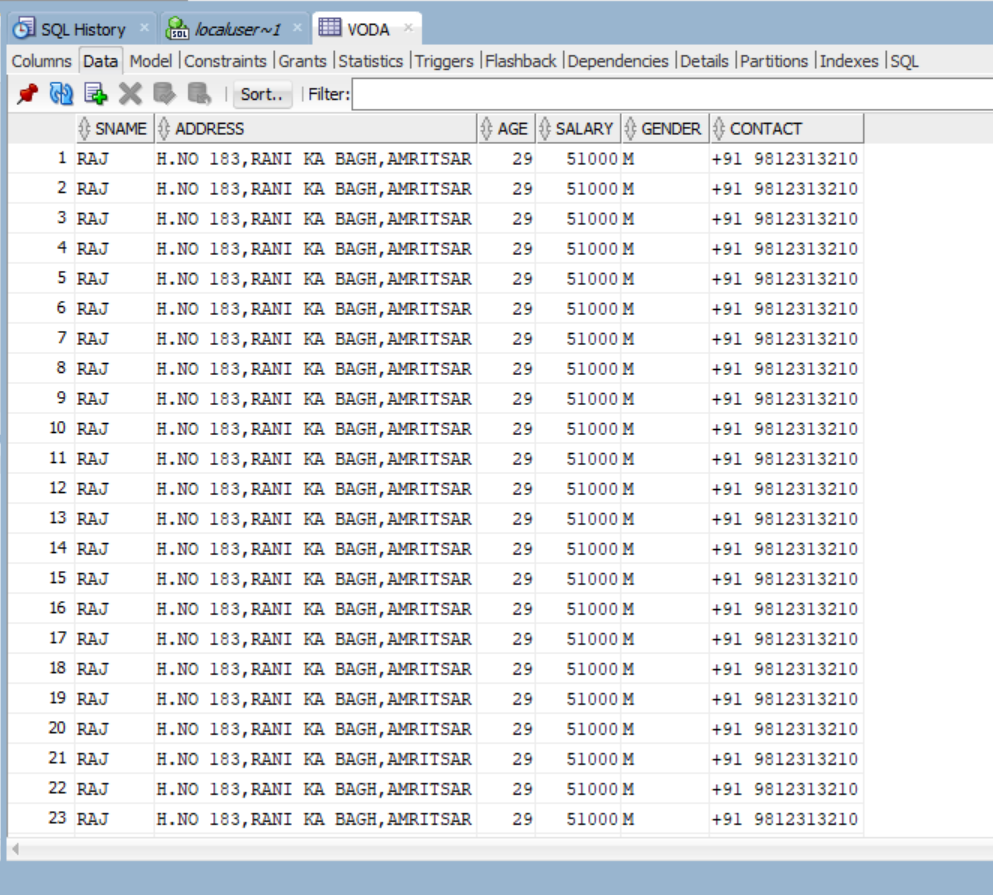 SQL History localuser~1 VODA
Columns Data Model Constraints Grants Statistics Triggers Flashback Dependencies Details Partitions Indexes SQL
Sort.. Filter:
SNAME ADDRESS AGE SALARY GENDER CONTACT
1 RAJ H.NO 183,RANI KA BAGH,AMRITSAR 29 51000 M +91 9812313210
2 RAJ H.NO 183,RANI KA BAGH,AMRITSAR 29 51000 M +91 9812313210
3 RAJ H.NO 183,RANI KA BAGH,AMRITSAR 29 51000 M +91 9812313210
4 RAJ H.NO 183,RANI KA BAGH,AMRITSAR 29 51000 M +91 9812313210
5 RAJ H.NO 183,RANI KA BAGH,AMRITSAR 29 51000 M +91 9812313210
6 RAJ H.NO 183,RANI KA BAGH,AMRITSAR 29 51000 M +91 9812313210
7 RAJ H.NO 183,RANI KA BAGH,AMRITSAR 29 51000 M +91 9812313210
8 RAJ H.NO 183,RANI KA BAGH,AMRITSAR 29 51000 M +91 9812313210
9 RAJ H.NO 183,RANI KA BAGH,AMRITSAR 29 51000 M +91 9812313210
10 RAJ H.NO 183,RANI KA BAGH,AMRITSAR 29 51000 M +91 9812313210
11 RAJ H.NO 183,RANI KA BAGH,AMRITSAR 29 51000 M +91 9812313210
12 RAJ H.NO 183,RANI KA BAGH,AMRITSAR 29 51000 M +91 9812313210
13 RAJ H.NO 183,RANI KA BAGH,AMRITSAR 29 51000 M +91 9812313210
14 RAJ H.NO 183,RANI KA BAGH,AMRITSAR 29 51000 M +91 9812313210
15 RAJ H.NO 183,RANI KA BAGH,AMRITSAR 29 51000 M +91 9812313210
16 RAJ H.NO 183,RANI KA BAGH,AMRITSAR 29 51000 M +91 9812313210
17 RAJ H.NO 183,RANI KA BAGH,AMRITSAR 29 51000 M +91 9812313210
18 RAJ H.NO 183,RANI KA BAGH,AMRITSAR 29 51000 M +91 9812313210
19 RAJ H.NO 183,RANI KA BAGH,AMRITSAR 29 51000 M +91 9812313210
20 RAJ H.NO 183,RANI KA BAGH,AMRITSAR 29 51000 M +91 9812313210
21 RAJ H.NO 183,RANI KA BAGH,AMRITSAR 29 51000 M +91 9812313210
22 RAJ H.NO 183,RANI KA BAGH,AMRITSAR 29 51000 M +91 9812313210
23 RAJ H.NO 183,RANI KA BAGH,AMRITSAR 29 51000 M +91 9812313210